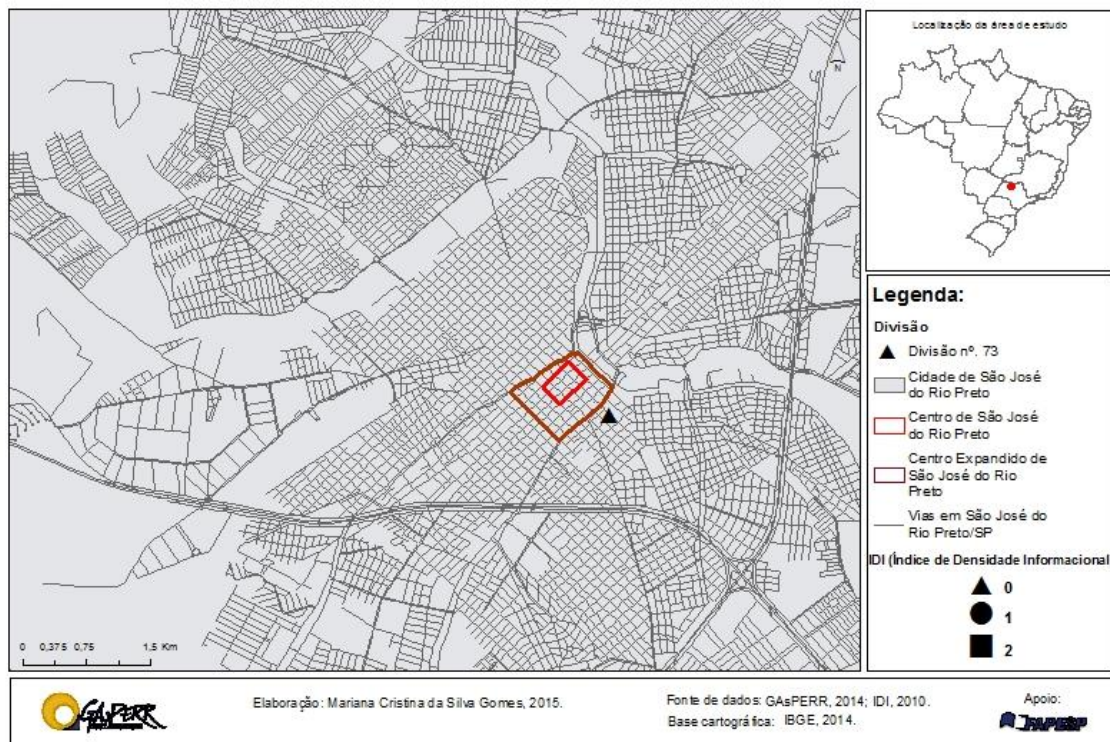 Localização da área de estudo
N
Legenda:
Divisão
Divisão nº. 73
Cidade de São José
do Rio Preto
Centro de São José
do Rio Preto
Centro Expandido de
São José do Rio
Preto
Vias em São José do
Rio Preto/SP
IDI (Índice de Densidade Informacional
0
1
2
0 0,375 0,75 1,5 Km
GAsPERR
Elaboração: Mariana Cristina da Silva Gomes, 2015.
Fonte de dados: GAsPERR, 2014; IDI, 2010.
Base cartográfica: IBGE, 2014.
Apoio:
FAPESP